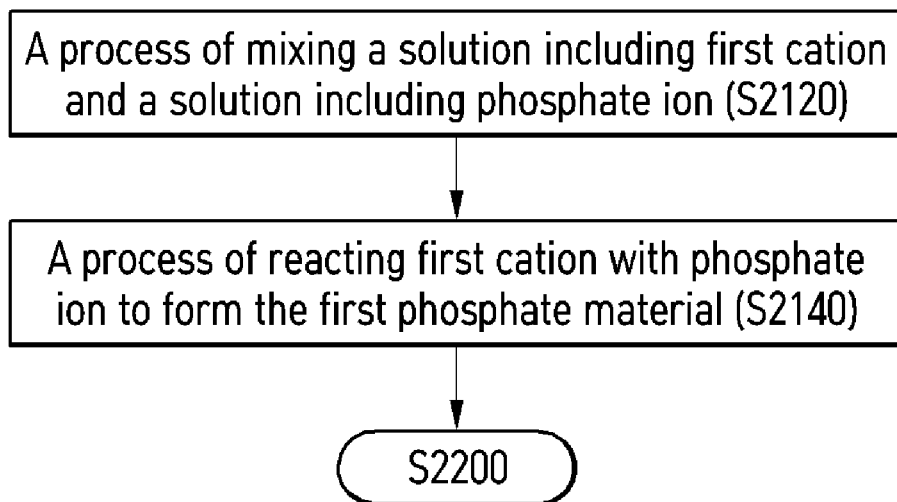 A process of mixing a solution including first cation
and a solution including phosphate ion (S2120)
A process of reacting first cation with phosphate
ion to form the first phosphate material (S2140)
S2200